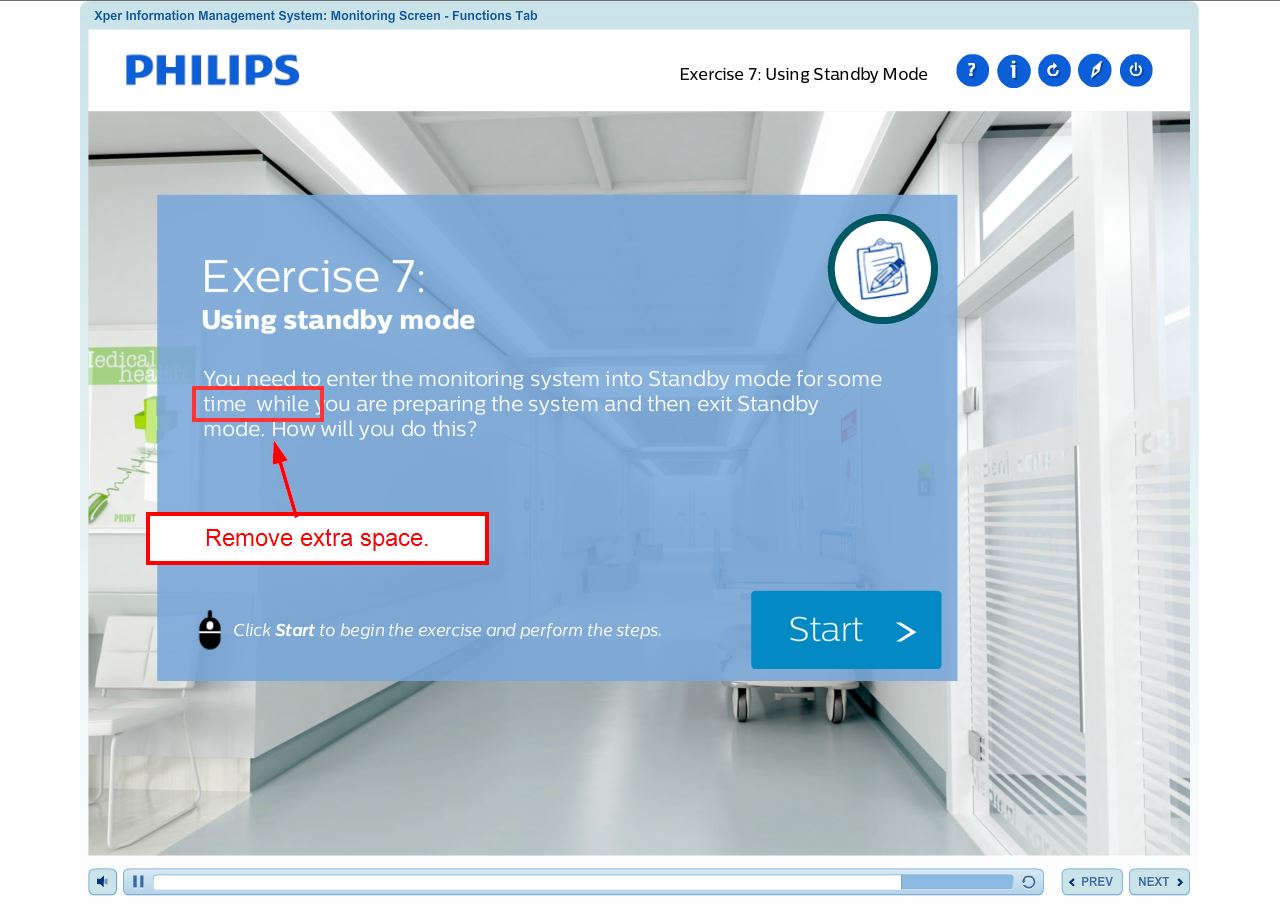 Xper Information Management System: Monitoring Screen - Functions Tab
PHILIPS
Exercise 7: Using Standby Mode
? i
Exercise 7:
Using standby mode
You need to enter the monitoring system into Standby mode for some
time  while you are preparing the system and then exit Standby
mode. How will you do this?
Remove extra space.
Click Start to begin the exercise and perform the steps.
Start >
edical
hea
PRINT
PREV
NEXT